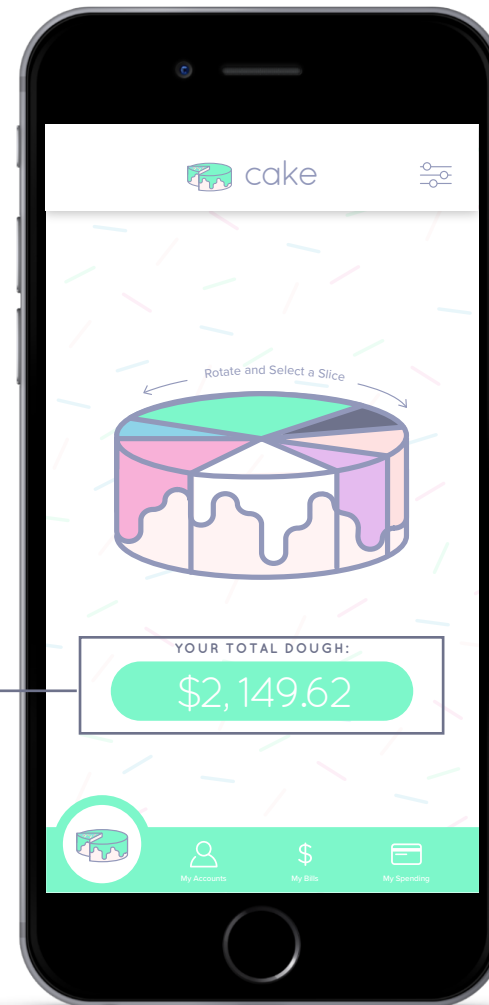 cake
Rotate and Select a Slice
YOUR TOTAL DOUGH:
$2,149.62
My Accounts
$
My Bills
My Spending